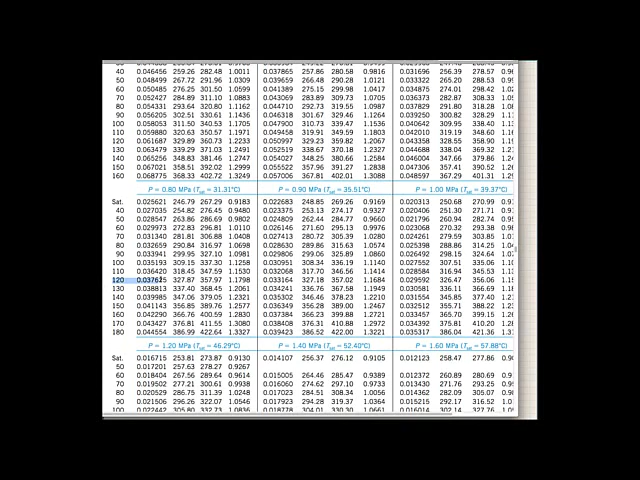 40 0.046456 259.26 282.48 1.0011 0.037865 257.86 280.58 0.9816 0.031696 256.39 278.57
50 0.048499 267.72 291.96 1.0309 0.039659 266.48 290.28 1.0121 0.033322 265.20 288.53
60 0.050485 276.25 301.50 1.0599 0.041389 275.15 299.98 1.0417 0.034875 274.01 298.42
70 0.052427 284.89 311.10 1.0883 0.043069 283.89 309.73 1.0705 0.036373 282.87 308.33
80 0.054331 293.64 320.80 1.1162 0.044710 292.73 319.55 1.0987 0.037829 291.80 318.28
90 0.056205 302.51 330.61 1.1436 0.046318 301.67 329.46 1.1264 0.039250 300.82 328.29
100 0.058053 311.50 340.53 1.1705 0.047900 310.73 339.47 1.1536 0.040642 309.95 338.40
110 0.059880 320.63 350.57 1.1971 0.049458 319.91 349.59 1.1803 0.042010 319.19 348.60
120 0.061687 329.89 360.73 1.2233 0.050997 329.23 359.82 1.2067 0.043358 328.55 358.90
130 0.063479 339.29 371.03 1.2491 0.052519 338.67 370.18 1.2327 0.044688 338.04 369.32
140 0.065256 348.83 381.46 1.2747 0.054027 348.25 380.66 1.2584 0.046004 347.66 379.86
150 0.067021 358.51 392.02 1.2999 0.055522 357.96 391.27 1.2838 0.047306 357.41 390.52
160 0.068775 368.33 402.72 1.3249 0.057006 367.81 402.01 1.3088 0.048597 367.29 401.31
P = 0.80 MPa (Tsat = 31.31°C) P = 0.90 MPa (Tsat = 35.51°C) P = 1.00 MPa (Tsat = 39.37°C)
Sat. 0.025621 246.79 267.29 0.9183 0.022683 248.85 269.26 0.9169 0.020313 250.68 270.99
40 0.027035 254.82 276.45 0.9480 0.023375 253.13 274.17 0.9327 0.020406 251.30 271.71
50 0.028547 263.86 286.69 0.9802 0.024809 262.44 284.77 0.9660 0.021796 260.94 282.74
60 0.029973 272.83 296.81 1.0110 0.026146 271.60 295.13 0.9976 0.023068 270.32 293.38
70 0.031340 281.81 306.88 1.0408 0.027413 280.72 305.39 1.0280 0.024261 279.59 303.85
80 0.032659 290.84 316.97 1.0698 0.028630 289.86 315.63 1.0574 0.025398 288.86 314.25
90 0.033941 299.95 327.10 1.0981 0.029806 299.06 325.89 1.0860 0.026492 298.15 324.64
100 0.035193 309.15 337.30 1.1258 0.030951 308.34 336.19 1.1140 0.027552 307.51 335.06
110 0.036420 318.45 347.59 1.1530 0.032068 317.70 346.56 1.1414 0.028584 316.94 345.53
120 0.037625 327.87 357.97 1.1798 0.033164 327.18 357.02 1.1684 0.029592 326.47 356.06
130 0.038813 337.40 368.45 1.2061 0.034241 336.76 367.58 1.1949 0.030581 336.11 366.69
140 0.039985 347.06 379.05 1.2321 0.035302 346.46 378.23 1.2210 0.031554 345.85 377.40
150 0.041143 356.85 389.76 1.2577 0.036349 356.28 389.00 1.2467 0.032512 355.71 388.22
160 0.042290 366.76 400.59 1.2830 0.037384 366.23 399.88 1.2721 0.033457 365.70 399.15
170 0.043427 376.81 411.55 1.3080 0.038408 376.31 410.88 1.2972 0.034392 375.81 410.20
180 0.044554 386.99 422.64 1.3327 0.039423 386.52 422.00 1.3221 0.035317 386.04 421.36
P = 1.20 MPa (Tsat = 46.29°C) P = 1.40 MPa (Tsat = 52.40°C) P = 1.60 MPa (Tsat = 57.88°C)
Sat. 0.016715 253.81 273.87 0.9130 0.014107 256.37 276.12 0.9105 0.012123 258.47 277.86
50 0.017201 257.63 278.27 0.9267
60 0.018404 267.56 289.64 0.9614 0.015005 264.46 285.47 0.9389 0.012372 260.89 280.69
70 0.019502 277.21 300.61 0.9938 0.016060 274.62 297.10 0.9733 0.013430 271.76 293.25
80 0.020529 286.75 311.39 1.0248 0.017023 284.51 308.34 1.0056 0.014362 282.09 305.07
90 0.021506 296.26 322.07 1.0546 0.017923 294.28 319.37 1.0364 0.015215 292.17 316.52
100 0.022442 305.80 332.73 1.0836 0.018778 304.01 330.30 1.0661 0.016014 302.14 327.76